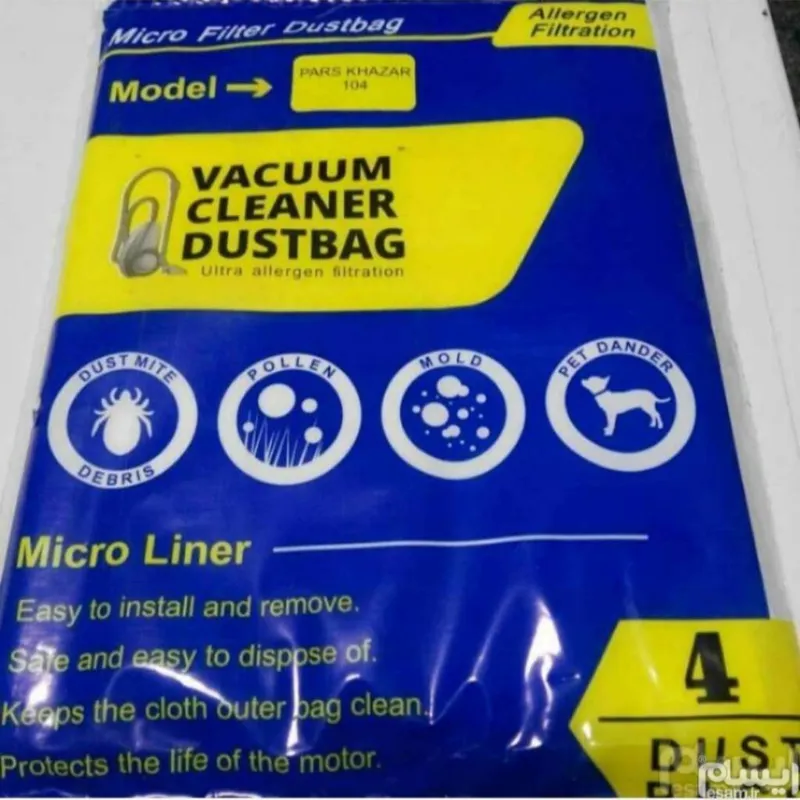 Micro Filter Dustbag
Allergen
Filtration
Model →
PARS KHAZAR
104
VACUUM
CLEANER
DUSTBAG
Ultra allergen filtration
DUST MITE
DEBRIS
POLLEN
MOLD
PET DANDER
Micro Liner
Easy to install and remove.
Safe and easy to dispose of.
Keeps the cloth outer bag clean.
Protects the life of the motor.
4
DUST
ایسام
esam.ir